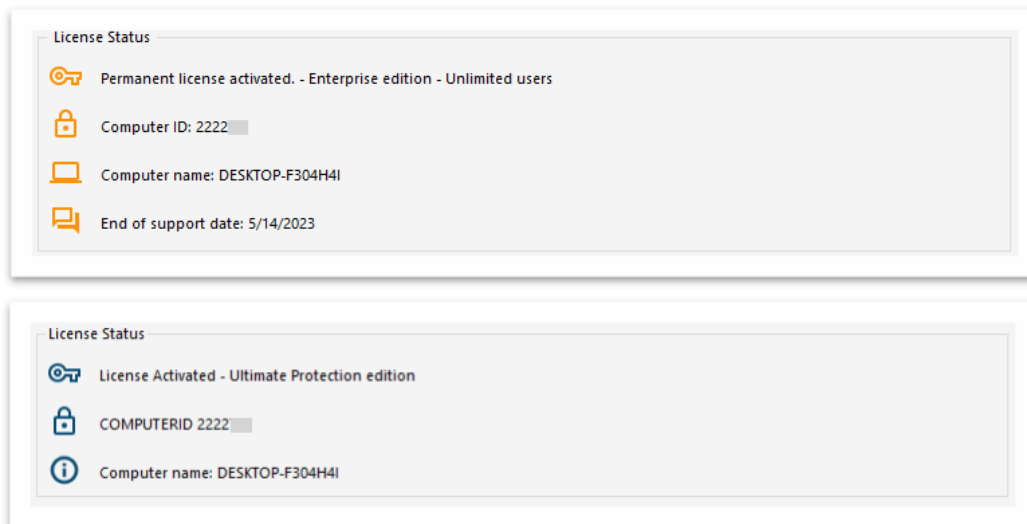 License Status
Permanent license activated. - Enterprise edition - Unlimited users
Computer ID: 2222
Computer name: DESKTOP-F304H4I
End of support date: 5/14/2023
License Status
License Activated - Ultimate Protection edition
COMPUTERID 2222
Computer name: DESKTOP-F304H4I